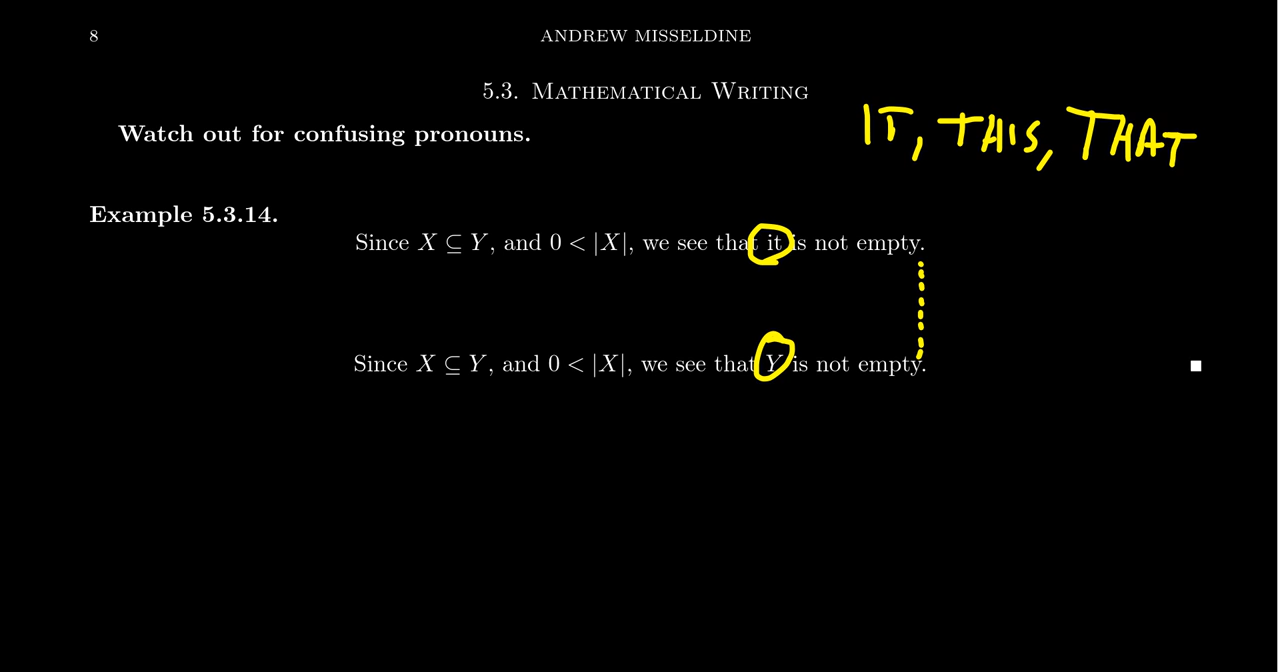 8 ANDREW MISSELDINE
5.3. Mathematical Writing
Watch out for confusing pronouns.
IT, THIS, THAT
Example 5.3.14.
Since X ⊆ Y, and 0 < |X|, we see that it is not empty.
Since X ⊆ Y, and 0 < |X|, we see that Y is not empty.